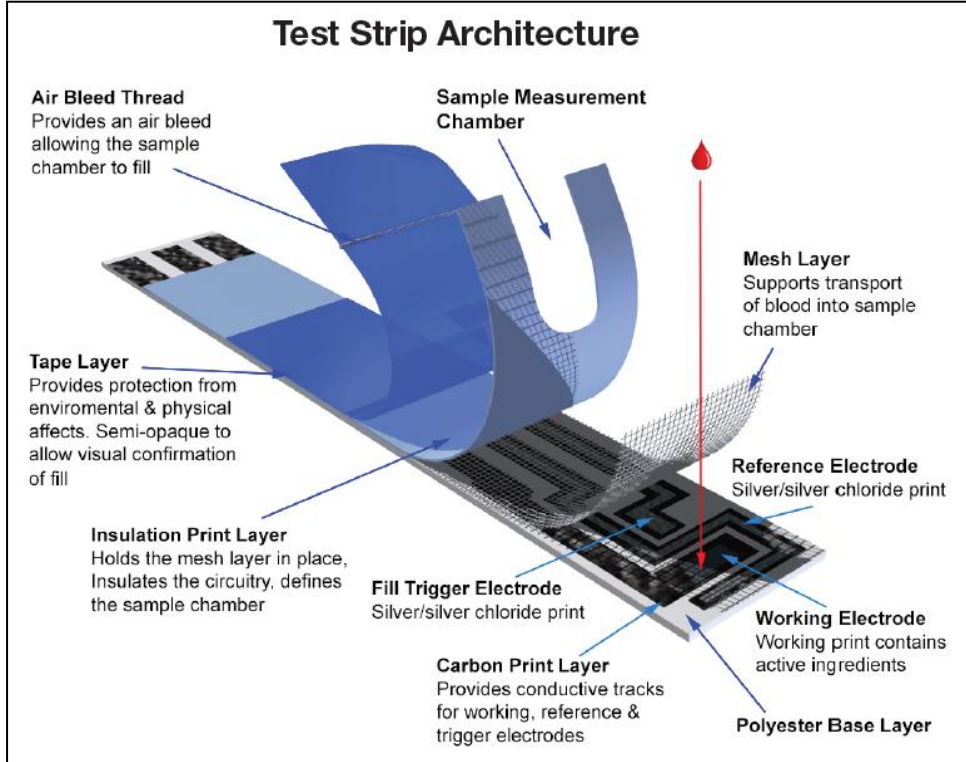 Test Strip Architecture
Air Bleed Thread
Provides an air bleed
allowing the sample
chamber to fill
Sample Measurement
Chamber
Mesh Layer
Supports transport
of blood into sample
chamber
Tape Layer
Provides protection from
enviromental & physical
affects. Semi-opaque to
allow visual confirmation
of fill
Reference Electrode
Silver/silver chloride print
Insulation Print Layer
Holds the mesh layer in place,
Insulates the circuitry, defines
the sample chamber
Fill Trigger Electrode
Silver/silver chloride print
Working Electrode
Working print contains
active ingredients
Carbon Print Layer
Provides conductive tracks
for working, reference &
trigger electrodes
Polyester Base Layer